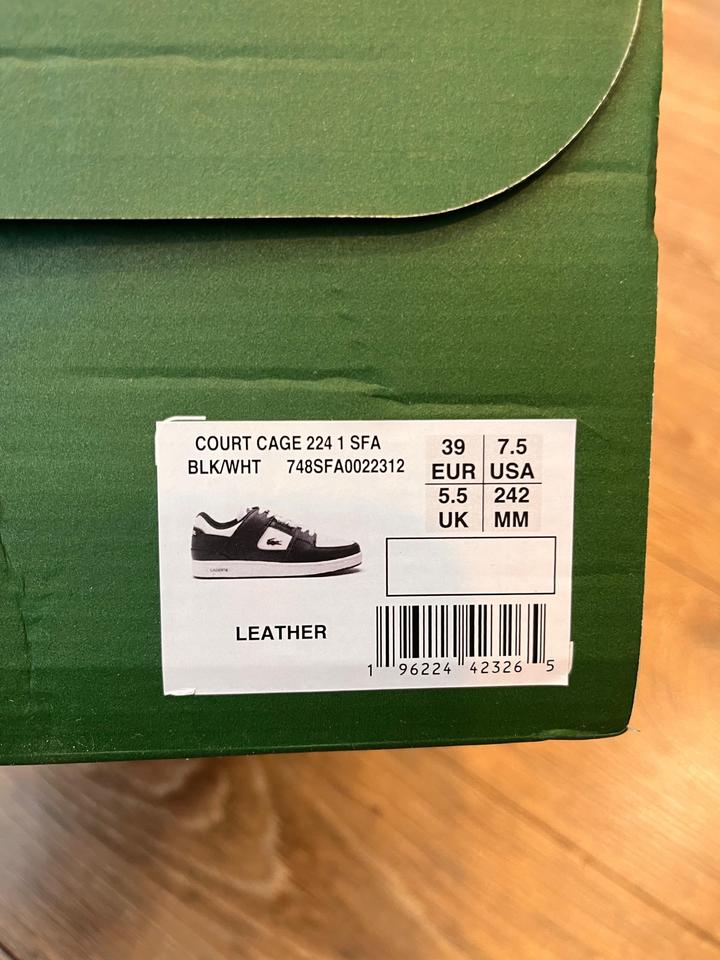 COURT CAGE 224 1 SFA
BLK/WHT 748SFA0022312
39 7.5
EUR USA
5.5 242
UK MM
LEATHER
1 96224 42326 5